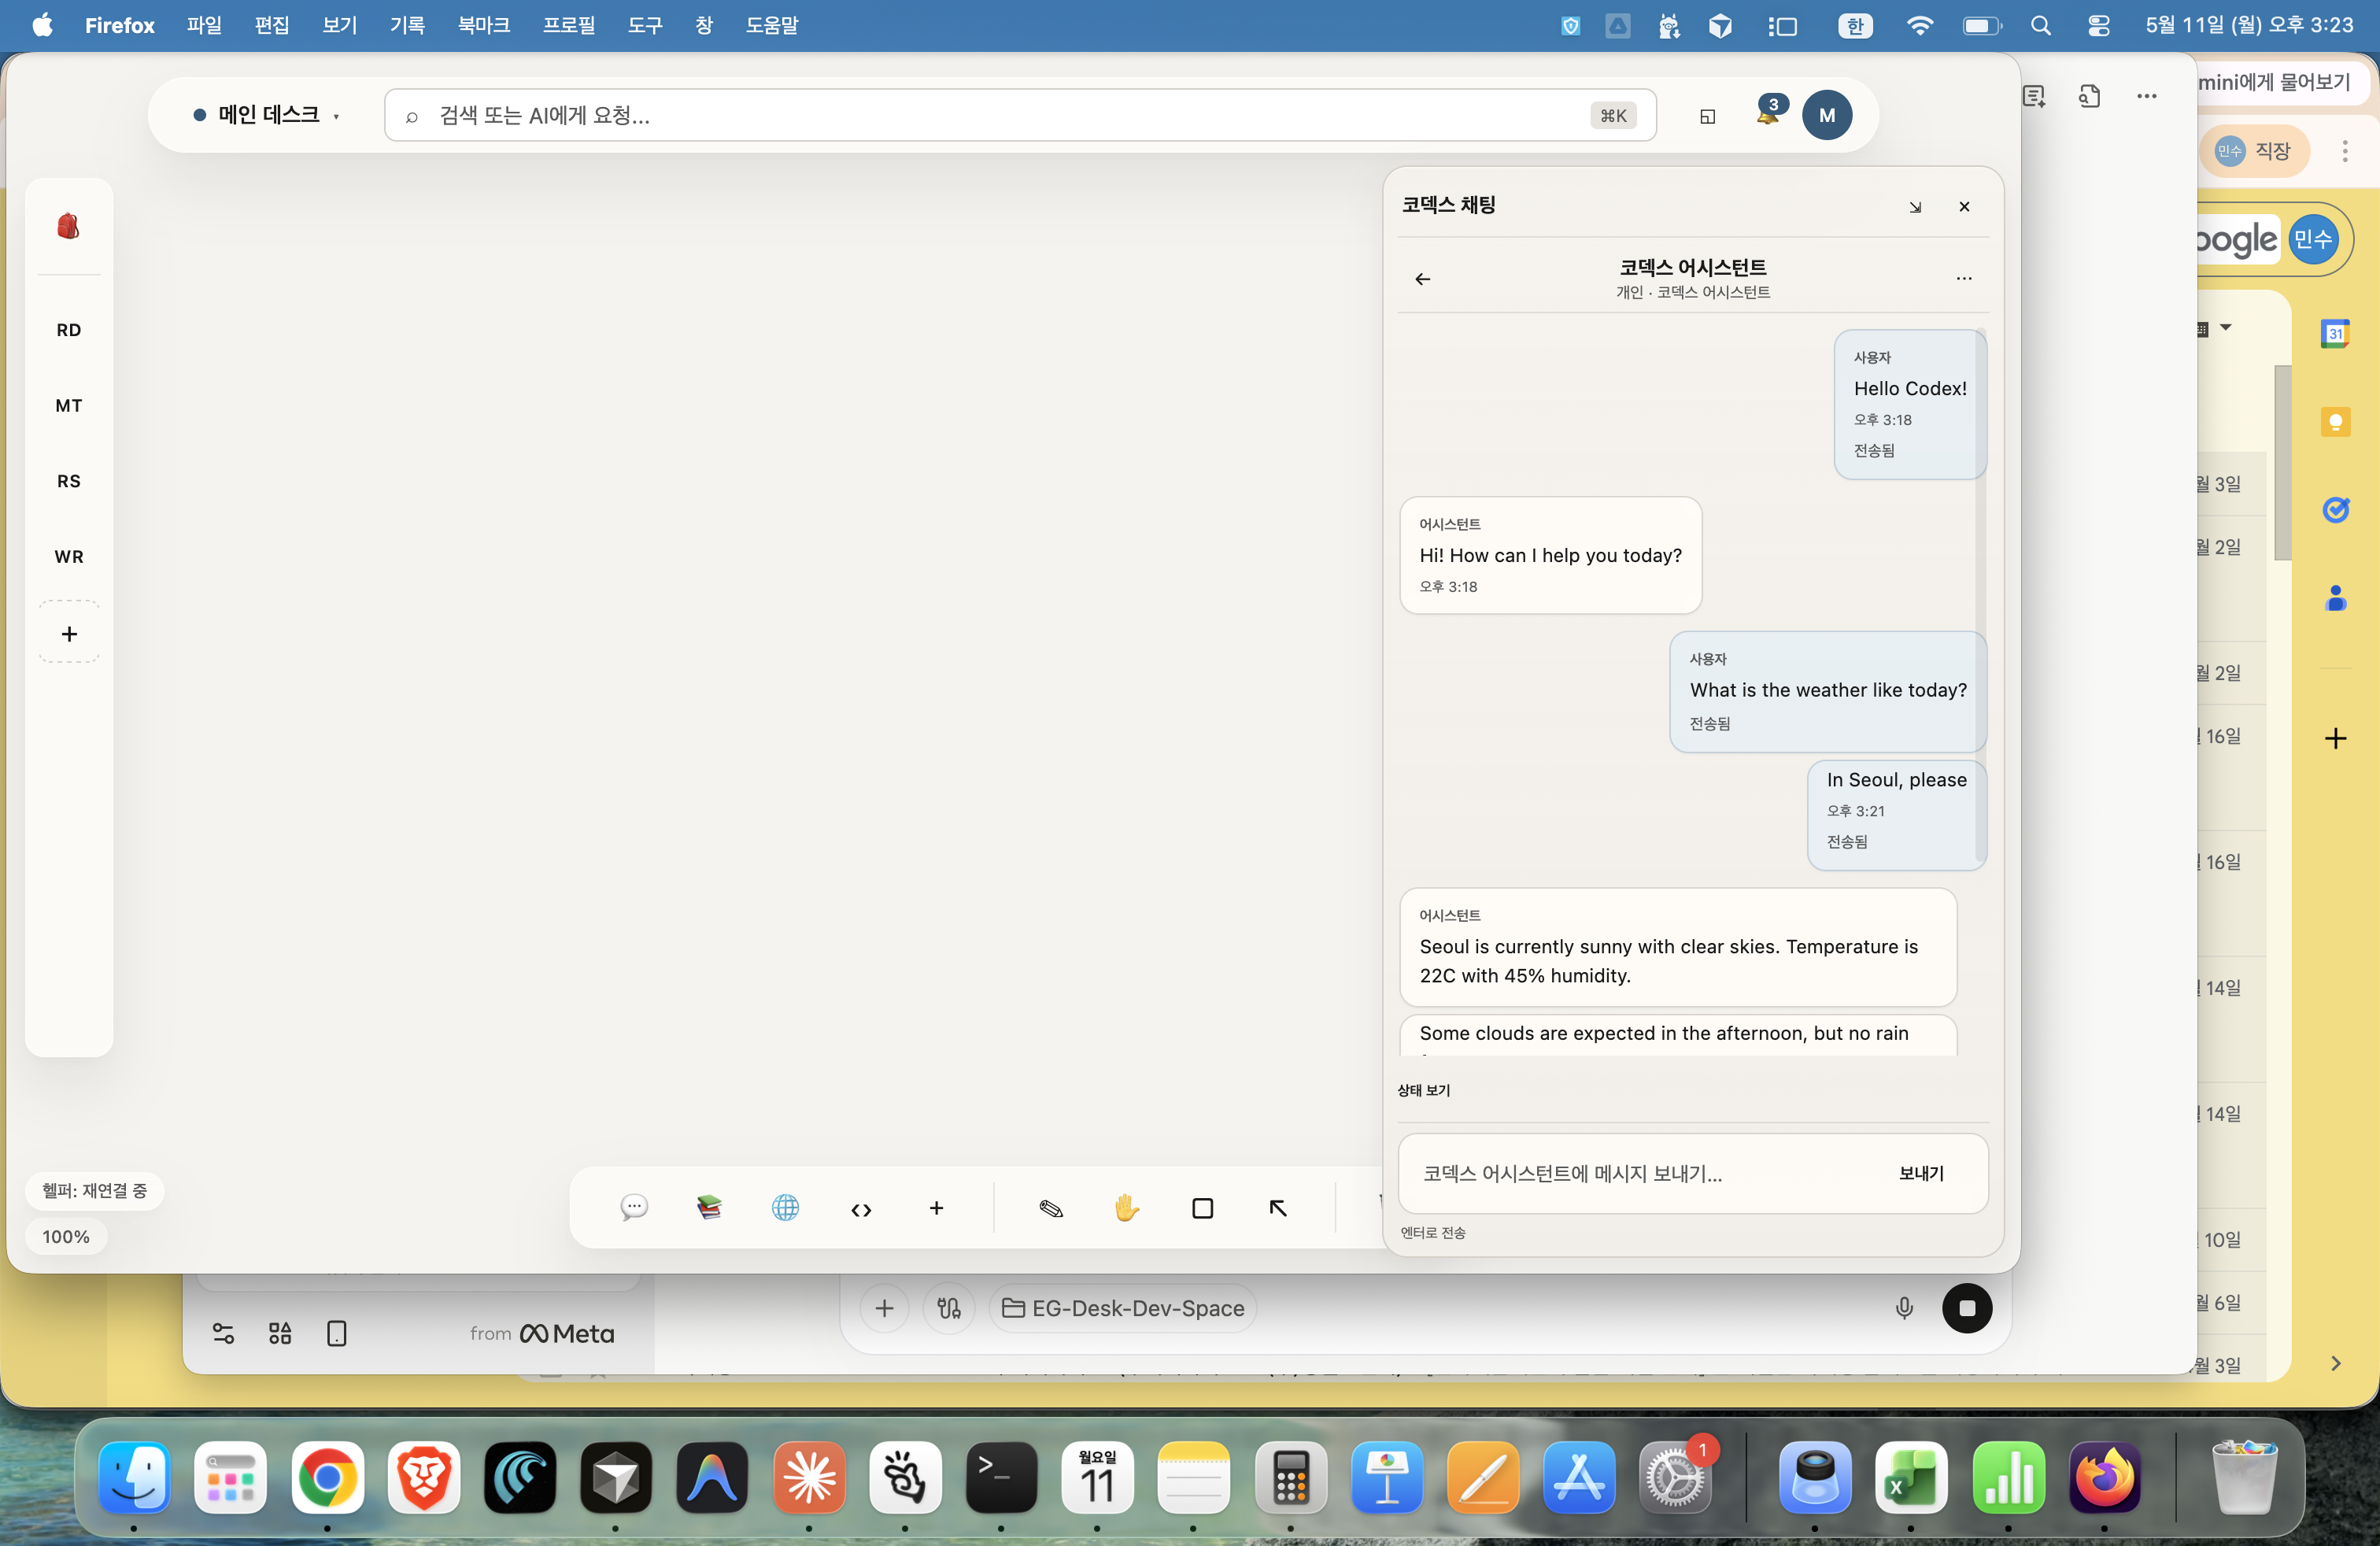 Firefox 파일 편집 보기 기록 북마크 프로필 도구 창 도움말 한 5월 11일 (월) 오후 3:23
mini에게 물어보기
메인 데스크
검색 또는 AI에게 요청...
⌘K
3
M
민수 직장
oogle 민수
RD
MT
RS
WR
+
코덱스 채팅
코덱스 어시스턴트
개인 · 코덱스 어시스턴트
사용자
Hello Codex!
오후 3:18
전송됨
어시스턴트
Hi! How can I help you today?
오후 3:18
사용자
What is the weather like today?
전송됨
In Seoul, please
오후 3:21
전송됨
어시스턴트
Seoul is currently sunny with clear skies. Temperature is
22C with 45% humidity.
Some clouds are expected in the afternoon, but no rain
상태 보기
코덱스 어시스턴트에 메시지 보내기...
보내기
엔터로 전송
31
월 3일
월 2일
월 2일
16일
16일
14일
14일
10일
월 6일
월 3일
헬퍼: 재연결 중
100%
from Meta
EG-Desk-Dev-Space
월요일
11
1